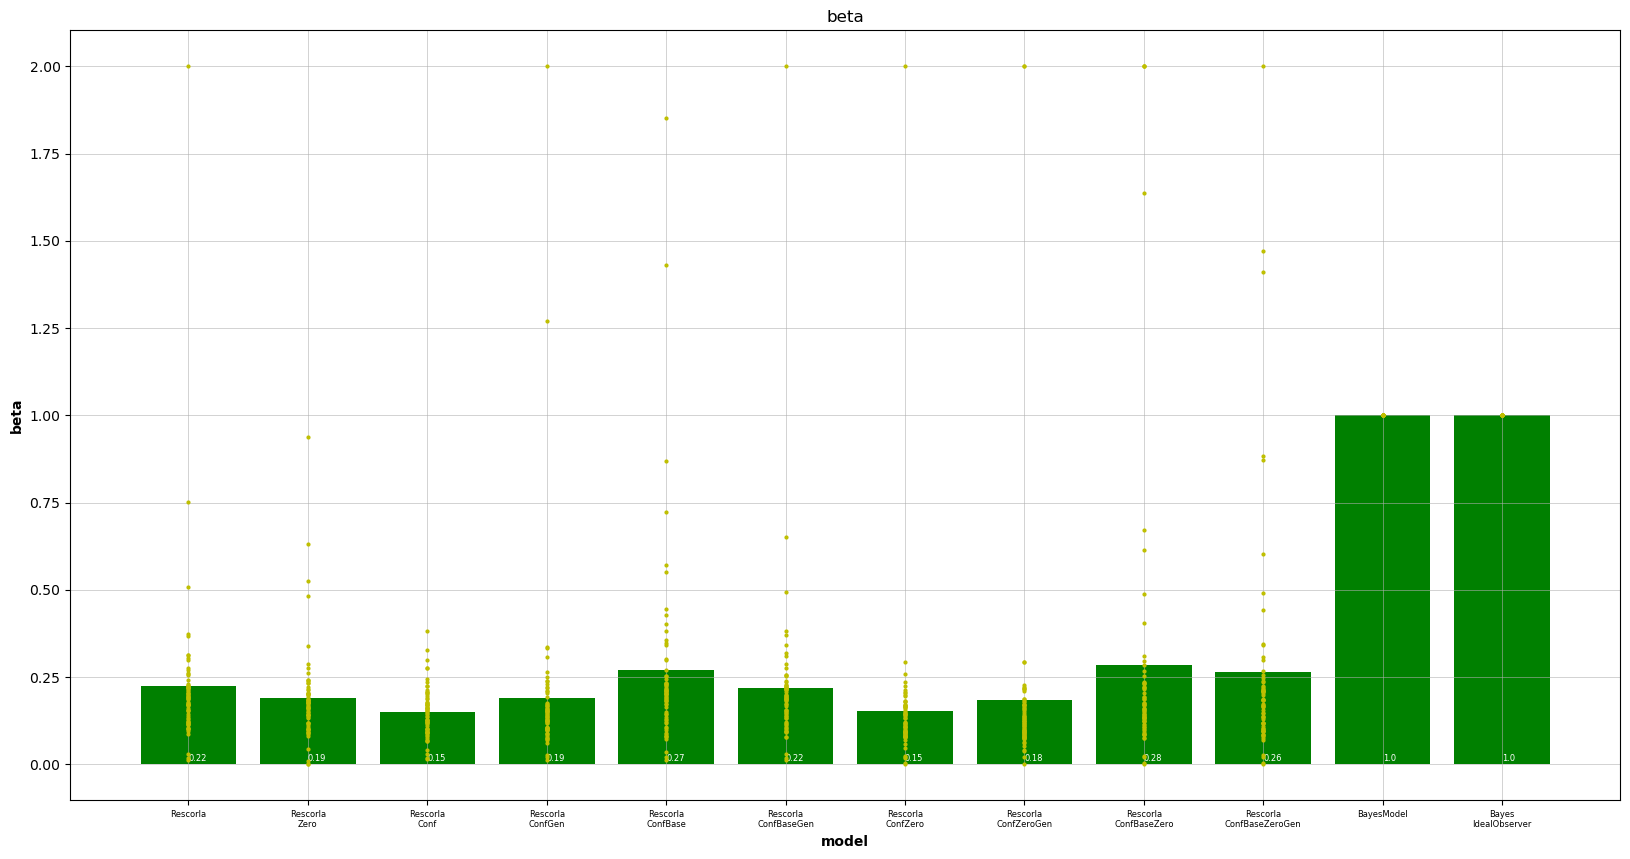 beta
2.00
1.75
1.50
1.25
1.00
0.75
0.50
0.25
0.00
beta
0.22
0.19
0.15
0.19
0.27
0.22
0.15
0.18
0.28
0.26
1.0
1.0
Rescorla
Rescorla
Zero
Rescorla
Conf
Rescorla
ConfGen
Rescorla
ConfBase
Rescorla
ConfBaseGen
Rescorla
ConfZero
Rescorla
ConfZeroGen
Rescorla
ConfBaseZero
Rescorla
ConfBaseZeroGen
BayesModel
Bayes
IdealObserver
model